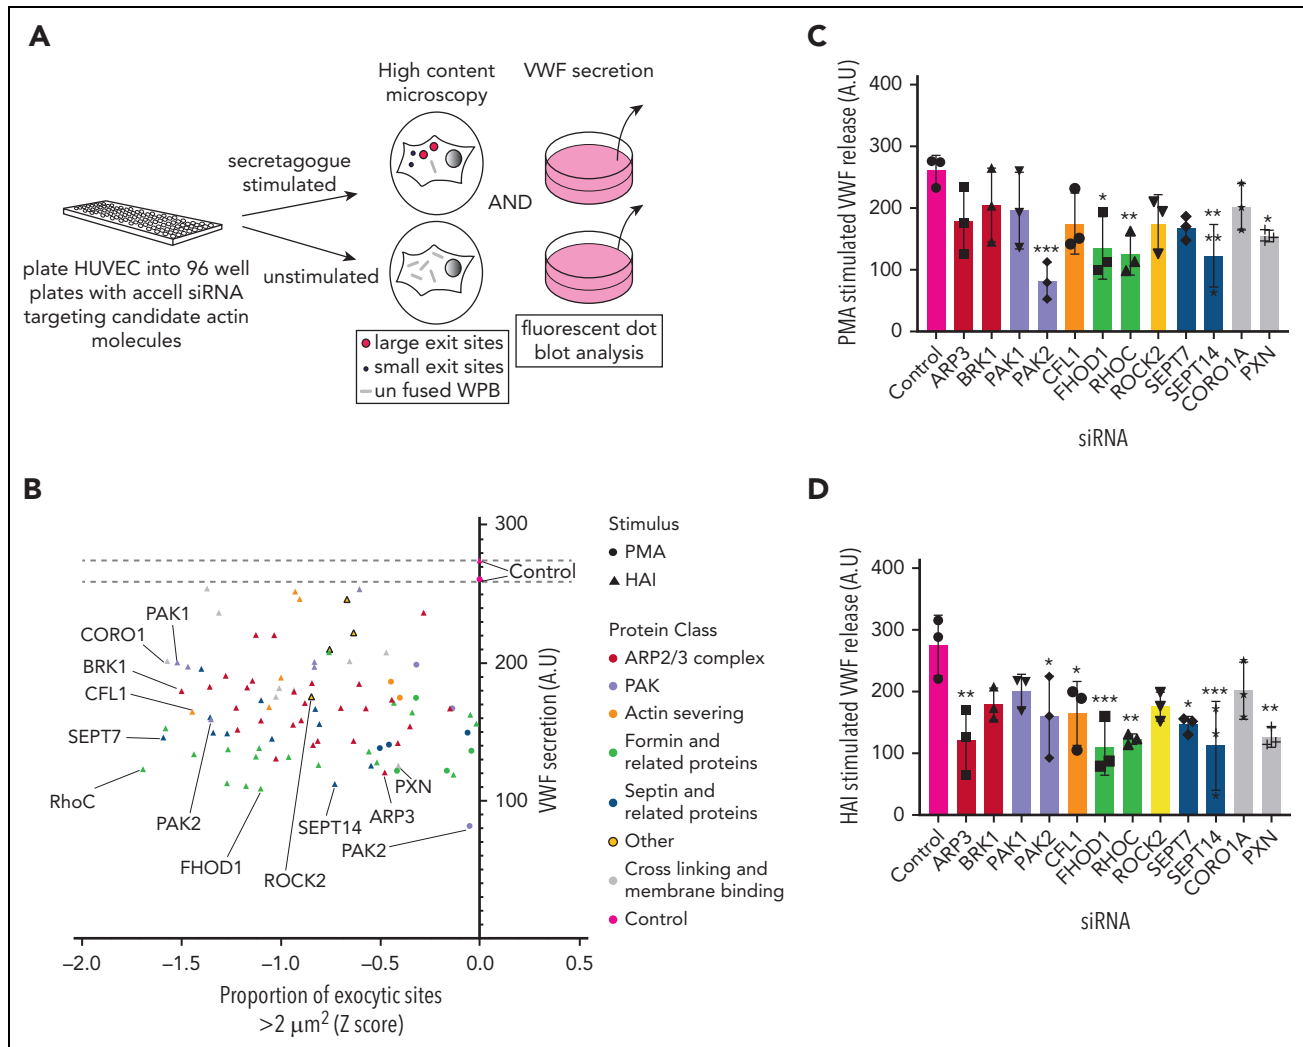 A
High content
microscopy
VWF secretion
secretagogue
stimulated
AND
unstimulated
plate HUVEC into 96 well
plates with accell siRNA
targeting candidate actin
molecules
large exit sites
small exit sites
un fused WPB
fluorescent dot
blot analysis
B
300
200
100
VWF secretion (A.U)
Control
PAK1
CORO1
BRK1
CFL1
SEPT7
RhoC
PAK2
FHOD1
ROCK2
SEPT14
ARP3
PXN
PAK2
–2.0
–1.5
–1.0
–0.5
0.0
0.5
Proportion of exocytic sites
>2 μm² (Z score)
Stimulus
PMA
HAI
Protein Class
ARP2/3 complex
PAK
Actin severing
Formin and
related proteins
Septin and
related proteins
Other
Cross linking and
membrane binding
Control
C
PMA stimulated VWF release (A.U)
400
300
200
100
0
***
*
**
**
**
*
*
Control
ARP3
BRK1
PAK1
PAK2
CFL1
FHOD1
RHOC
ROCK2
SEPT7
SEPT14
CORO1A
PXN
siRNA
D
HAI stimulated VWF release (A.U)
400
300
200
100
0
**
*
*
***
**
*
***
**
Control
ARP3
BRK1
PAK1
PAK2
CFL1
FHOD1
RHOC
ROCK2
SEPT7
SEPT14
CORO1A
PXN
siRNA